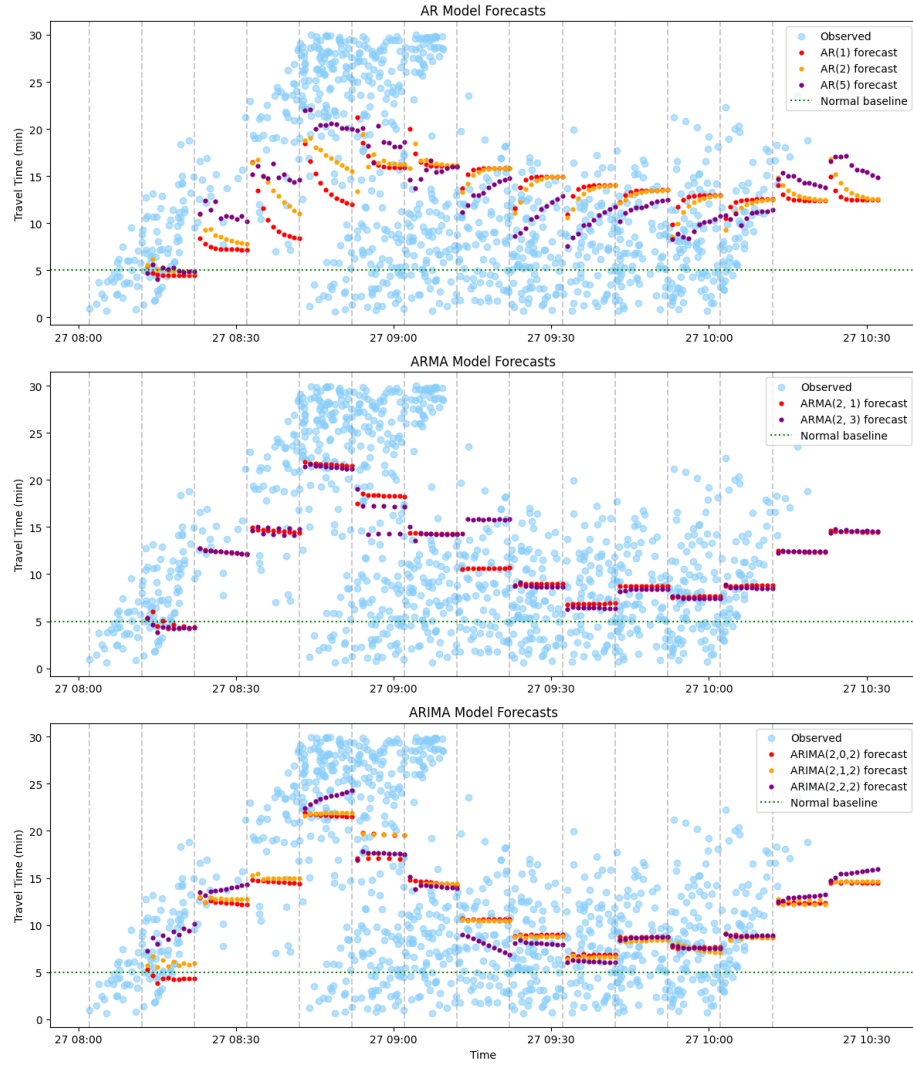 AR Model Forecasts
Travel Time (min)
30
25
20
15
10
5
0
Observed
AR(1) forecast
AR(2) forecast
AR(5) forecast
Normal baseline
27 08:00 27 08:30 27 09:00 27 09:30 27 10:00 27 10:30
ARMA Model Forecasts
Travel Time (min)
30
25
20
15
10
5
0
Observed
ARMA(2, 1) forecast
ARMA(2, 3) forecast
Normal baseline
27 08:00 27 08:30 27 09:00 27 09:30 27 10:00 27 10:30
ARIMA Model Forecasts
Travel Time (min)
30
25
20
15
10
5
0
Observed
ARIMA(2,0,2) forecast
ARIMA(2,1,2) forecast
ARIMA(2,2,2) forecast
Normal baseline
27 08:00 27 08:30 27 09:00 27 09:30 27 10:00 27 10:30
Time